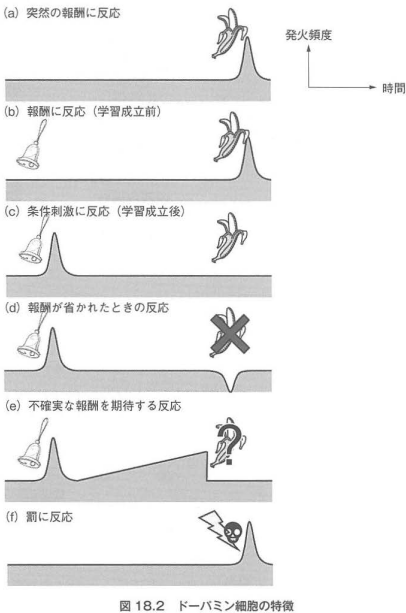 (a) 突然の報酬に反応
発火頻度
時間
(b) 報酬に反応（学習成立前）
(c) 条件刺激に反応（学習成立後）
(d) 報酬が省かれたときの反応
(e) 不確実な報酬を期待する反応
?
(f) 罰に反応
図 18.2　ドーパミン細胞の特徴